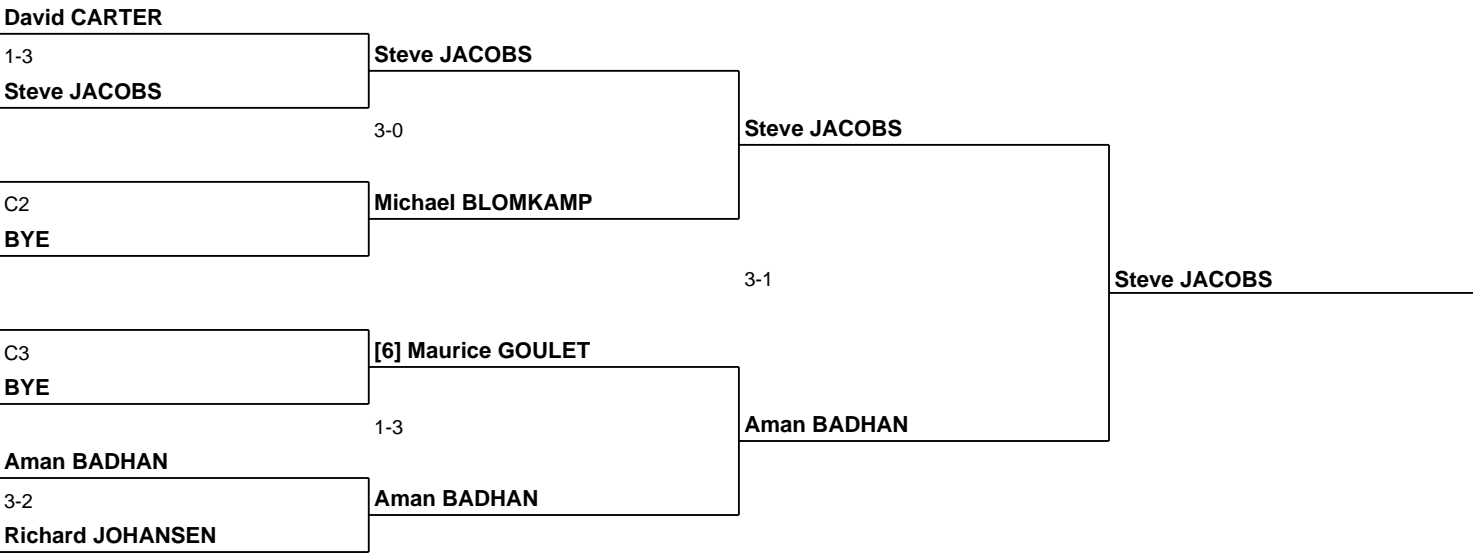 David CARTER
1-3
Steve JACOBS
Steve JACOBS
3-0
Steve JACOBS
C2
Michael BLOMKAMP
BYE
3-1
Steve JACOBS
C3
[6] Maurice GOULET
BYE
1-3
Aman BADHAN
Aman BADHAN
3-2
Aman BADHAN
Richard JOHANSEN